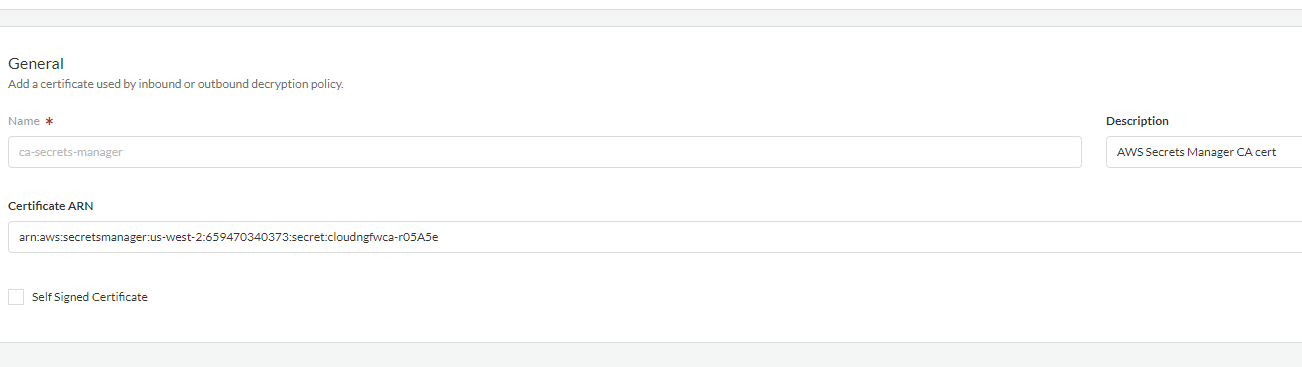 General
Add a certificate used by inbound or outbound decryption policy.
Name *
Description
ca-secrets-manager
AWS Secrets Manager CA cert
Certificate ARN
arn:aws:secretsmanager:us-west-2:659470340373:secret:cloudngfwca-r05A5e
Self Signed Certificate